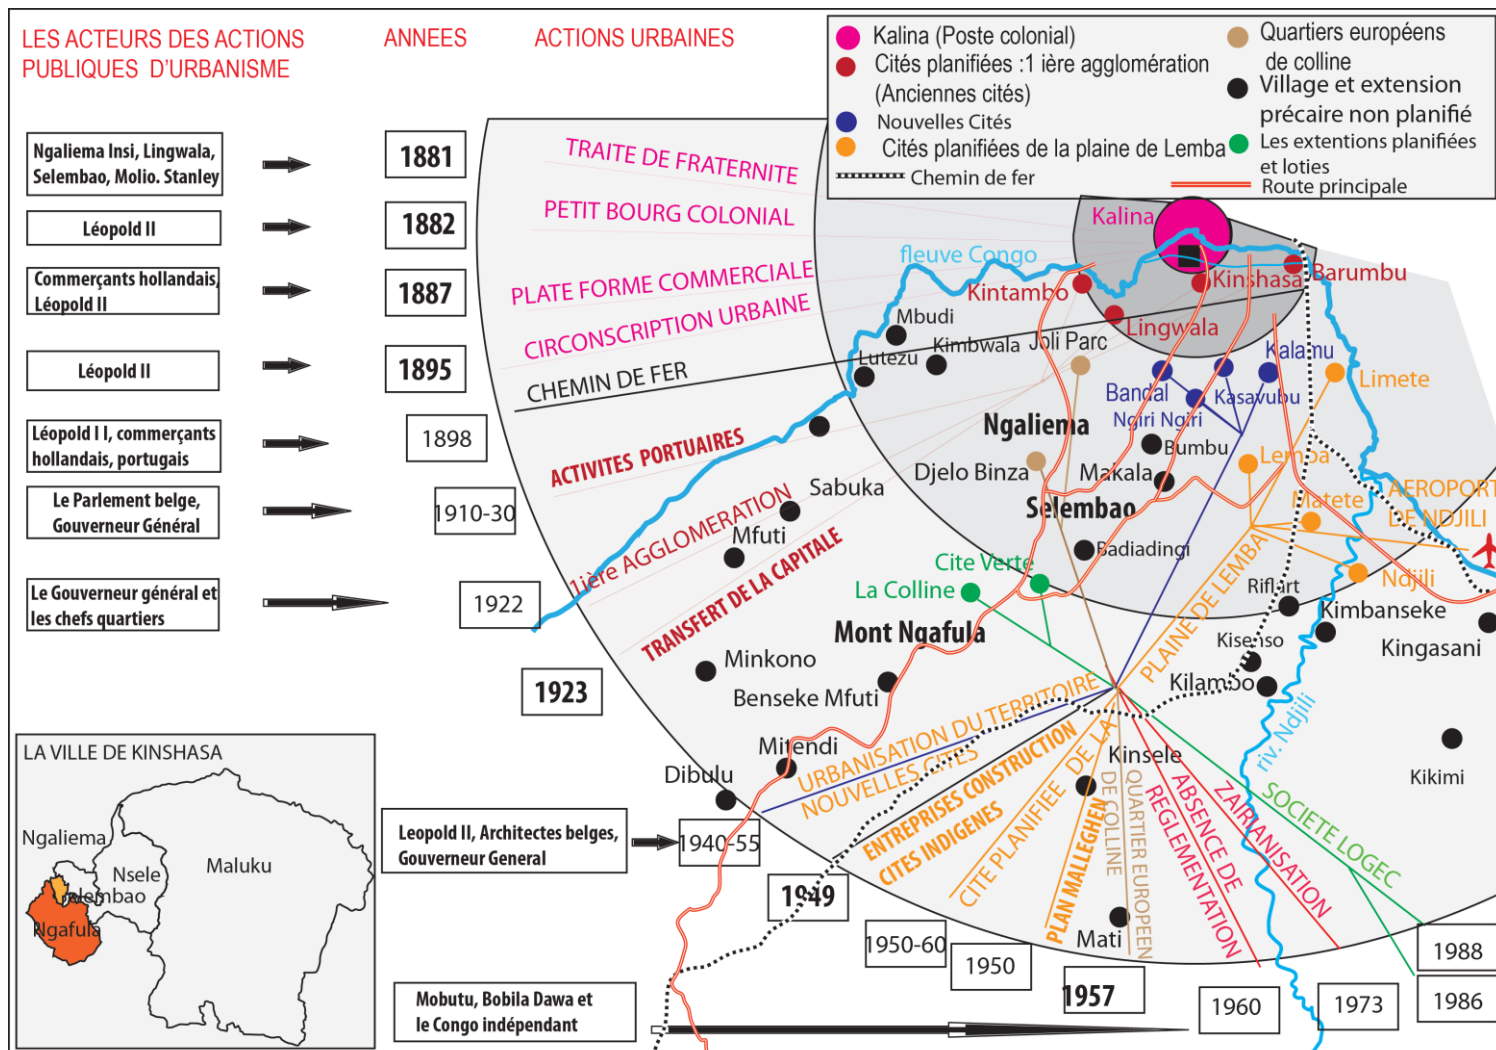 LES ACTEURS DES ACTIONS
PUBLIQUES D'URBANISME
ANNEES
ACTIONS URBAINES
Kalina (Poste colonial)
Cités planifiées :1 ière agglomération
(Anciennes cités)
Nouvelles Cités
Cités planifiées de la plaine de Lemba
Chemin de fer
Quartiers européens
de colline
Village et extension
précaire non planifié
Les extentions planifiées
et loties
Route principale
Ngaliema Insi, Lingwala,
Selembao, Molio. Stanley
1881
TRAITE DE FRATERNITE
Léopold II
1882
PETIT BOURG COLONIAL
Commerçants hollandais,
Léopold II
1887
PLATE FORME COMMERCIALE
Léopold II
1895
CIRCONSCRIPTION URBAINE
CHEMIN DE FER
Léopold I I, commerçants
hollandais, portugais
1898
ACTIVITES PORTUAIRES
Le Parlement belge,
Gouverneur Général
1910-30
1ière AGGLOMERATION
Le Gouverneur général et
les chefs quartiers
1922
TRANSFERT DE LA CAPITALE
1923
Kalina
fleuve Congo
Kintambo
Kinshasa
Barumbu
Lingwala
Mbudi
Lutezu
Kimbwala
Joli Parc
Kalamu
Limete
Bandal
Kasavubu
Ngiri Ngiri
Ngaliema
Bumbu
Djelo Binza
Makala
Lemba
Sabuka
Selembao
Matete
AEROPORT
DE NDJILI
Mfuti
Badiadingi
Cite Verte
La Colline
Ndjili
Riflart
Kimbanseke
Mont Ngafula
PLAINE DE LEMBA
Kisenso
Kingasani
Minkono
Benseke Mfuti
Kilambo
riv. Ndjili
Kinsele
Kikimi
Mitendi
Dibulu
URBANISATION DU TERRITOIRE
NOUVELLES CITES
ENTREPRISES CONSTRUCTION
CITES INDIGENES
CITE PLANIFIEE DE LA
PLAN MALLEGHEN
QUARTIER EUROPEEN
DE COLLINE
ABSENCE DE
REGLEMENTATION
ZAIRIANISATION
SOCIETE LOGEC
Mati
LA VILLE DE KINSHASA
Ngaliema
Nsele
Maluku
Selembao
Ngafula
Leopold II, Architectes belges,
Gouverneur General
1940-55
1949
1950-60
1950
1957
1960
1973
1988
1986
Mobutu, Bobila Dawa et
le Congo indépendant